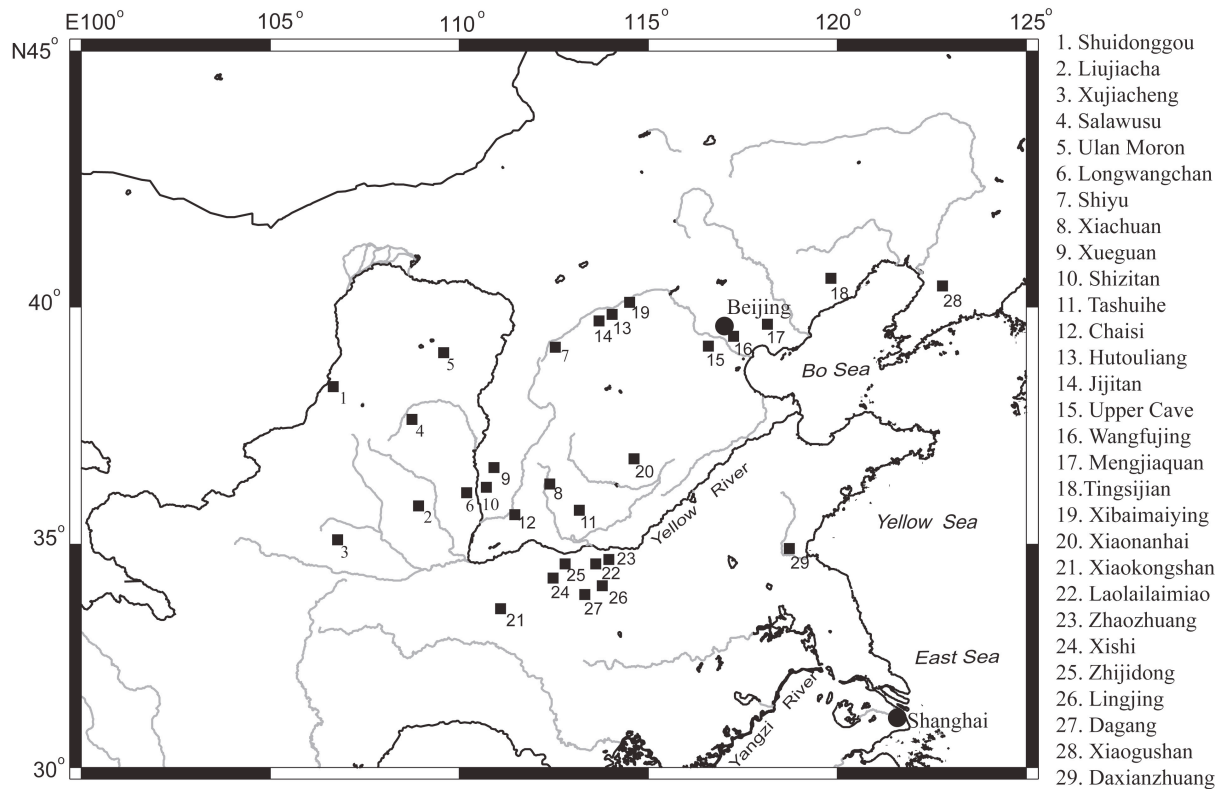 E100° 105° 110° 115° 120° 125°
N45°
40°
35°
30°
1
2
3
4
5
6
7
8
9
10
11
12
13
14
15
16
17
18
19
20
21
22
23
24
25
26
27
28
29
Beijing
Bo Sea
Yellow River
Yellow Sea
East Sea
Yangzi River
Shanghai
1. Shuidonggou
2. Liujiacha
3. Xujiacheng
4. Salawusu
5. Ulan Moron
6. Longwangchan
7. Shiyu
8. Xiachuan
9. Xueguan
10. Shizitan
11. Tashuihe
12. Chaisi
13. Hutouliang
14. Jijitan
15. Upper Cave
16. Wangfujing
17. Mengjiaquan
18.Tingsijian
19. Xibaimaiying
20. Xiaonanhai
21. Xiaokongshan
22. Laolailaimiao
23. Zhaozhuang
24. Xishi
25. Zhijidong
26. Lingjing
27. Dagang
28. Xiaogushan
29. Daxianzhuang